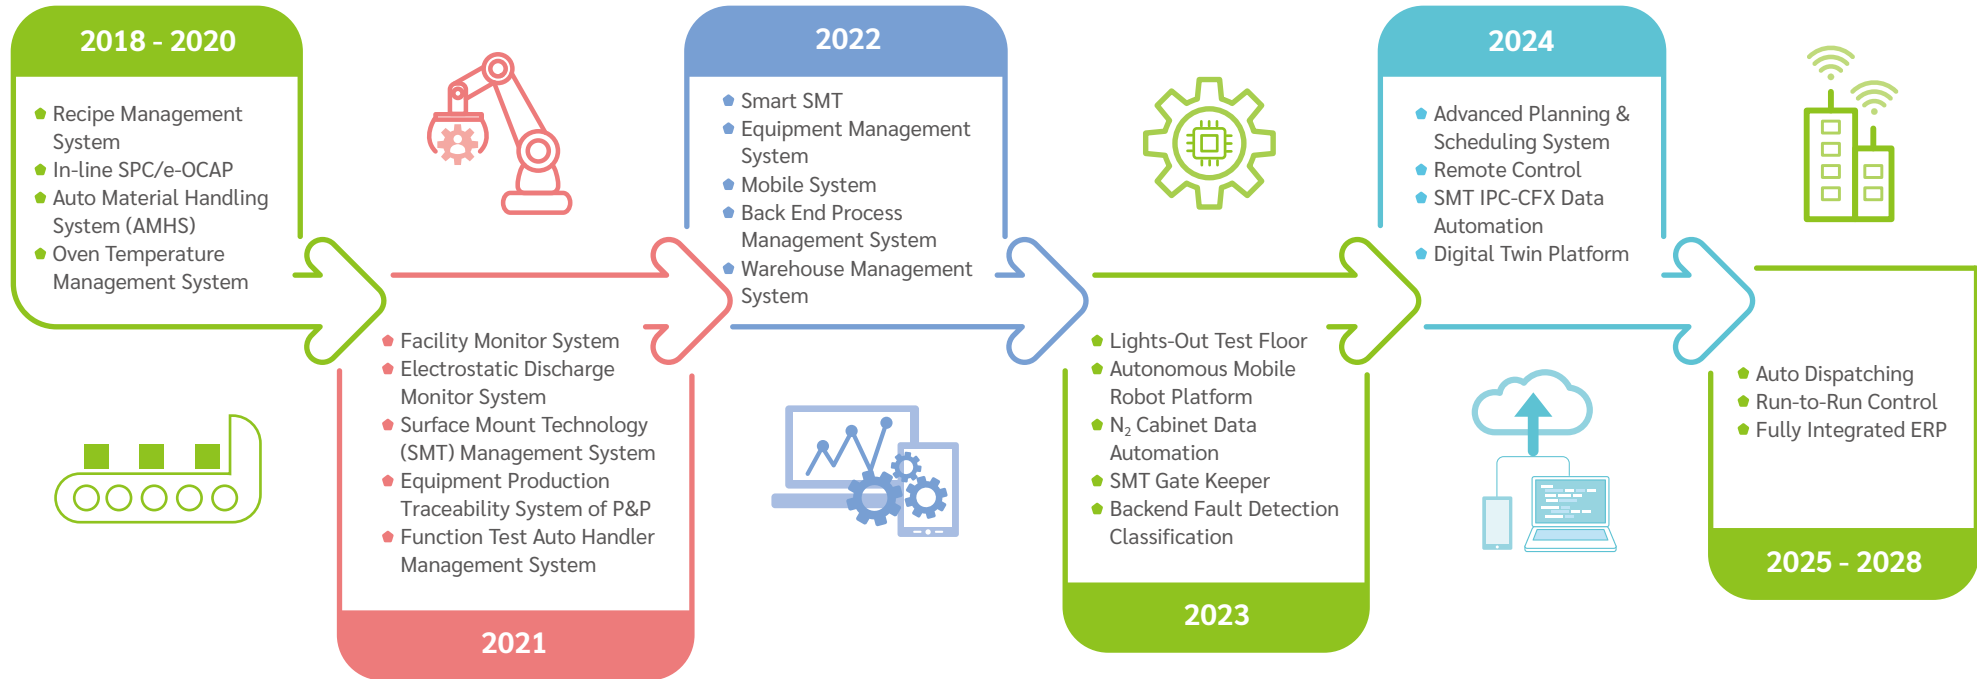 2018 - 2020
Recipe Management
System
In-line SPC/e-OCAP
Auto Material Handling
System (AMHS)
Oven Temperature
Management System
Facility Monitor System
Electrostatic Discharge
Monitor System
Surface Mount Technology
(SMT) Management System
Equipment Production
Traceability System of P&P
Function Test Auto Handler
Management System
2021
2022
Smart SMT
Equipment Management
System
Mobile System
Back End Process
Management System
Warehouse Management
System
Lights-Out Test Floor
Autonomous Mobile
Robot Platform
N₂ Cabinet Data
Automation
SMT Gate Keeper
Backend Fault Detection
Classification
2023
2024
Advanced Planning &
Scheduling System
Remote Control
SMT IPC-CFX Data
Automation
Digital Twin Platform
Auto Dispatching
Run-to-Run Control
Fully Integrated ERP
2025 - 2028